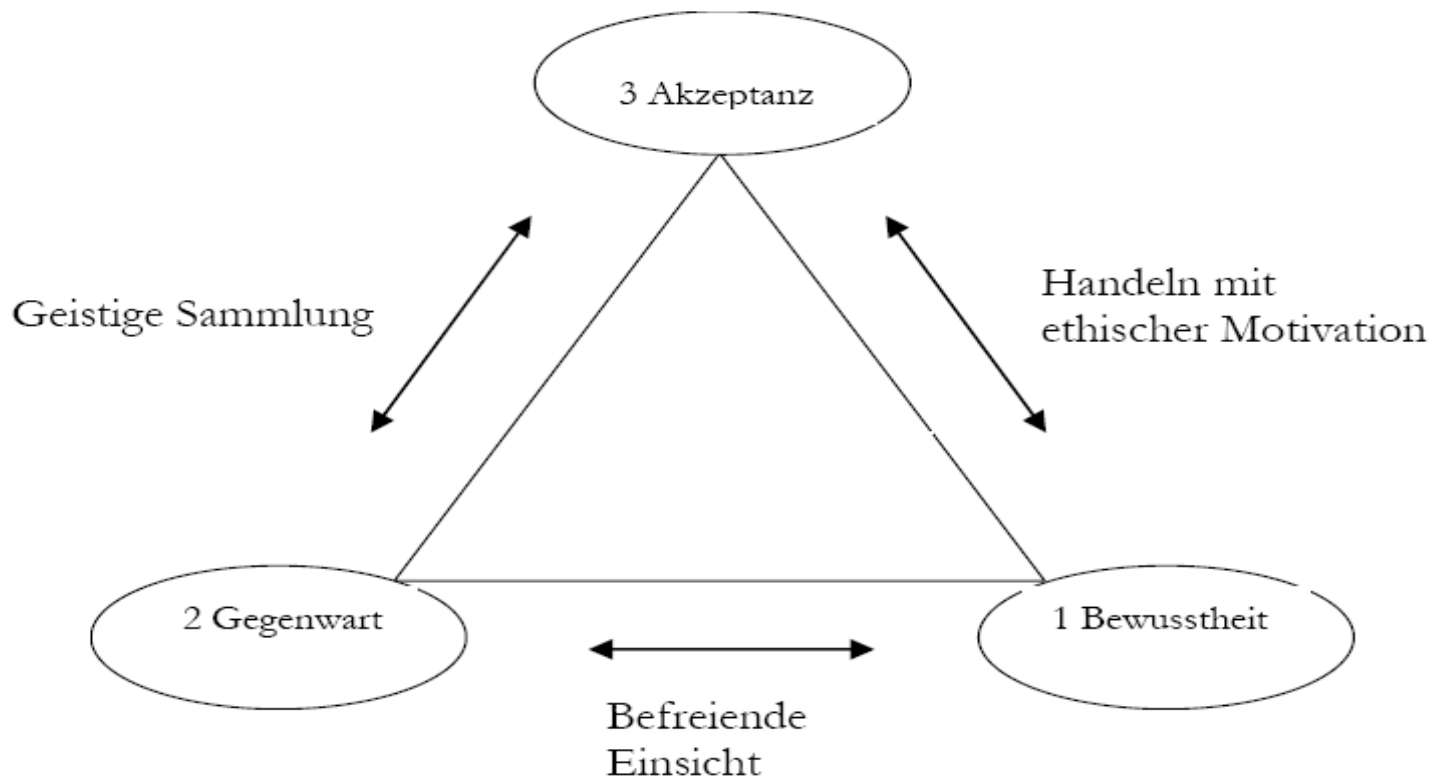 3 Akzeptanz
Geistige Sammlung
Handeln mit
ethischer Motivation
2 Gegenwart
1 Bewusstheit
Befreiende
Einsicht